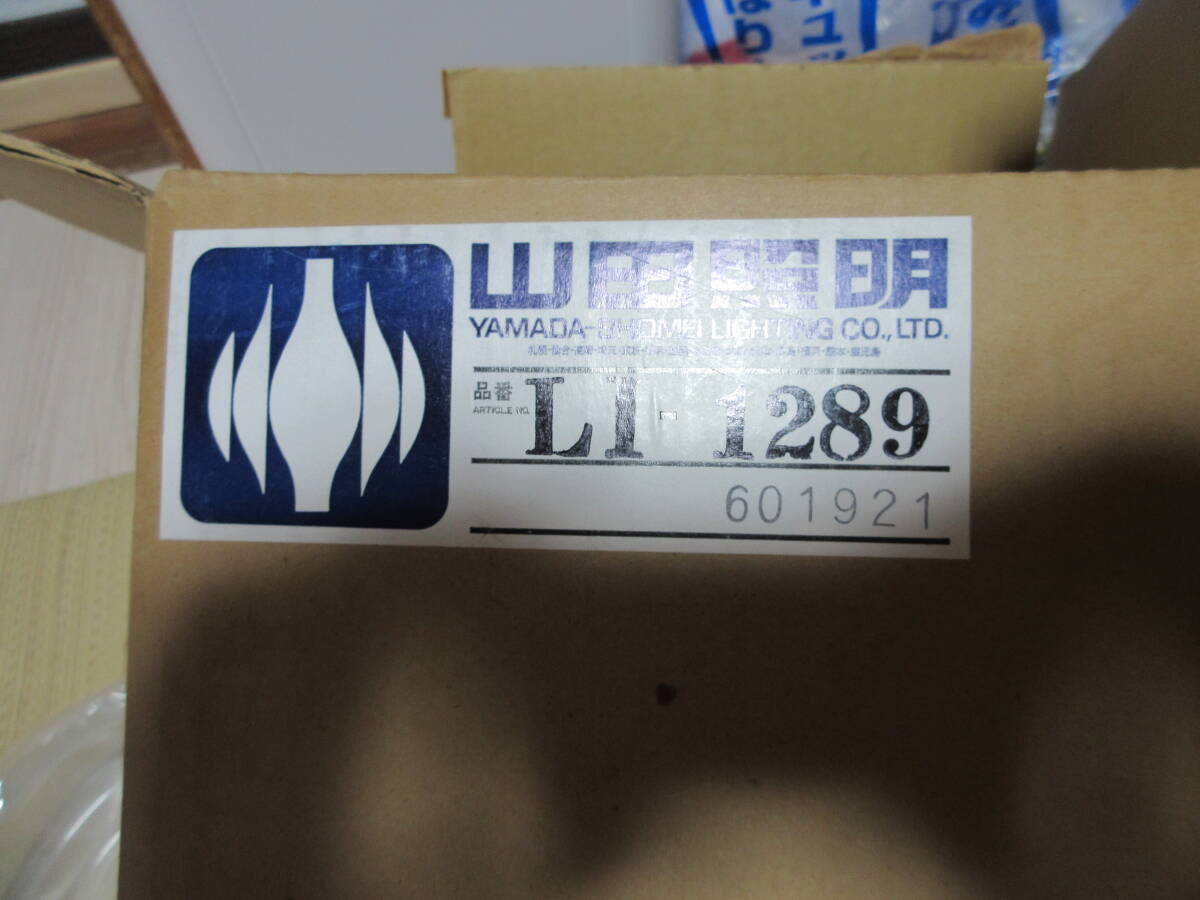 山田照明
YAMADA-SHOMEI LIGHTING CO.,LTD.
品番
ARTICLE NO.
LI-1289
601921